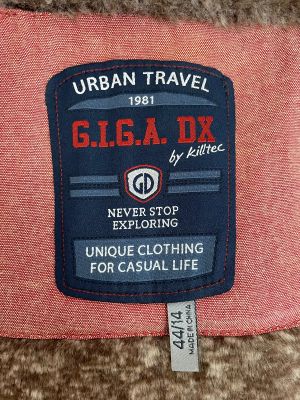 URBAN TRAVEL
1981
G.I.G.A. DX
by killtec
GD
NEVER STOP
EXPLORING
UNIQUE CLOTHING
FOR CASUAL LIFE
44/14
MADE IN CHINA